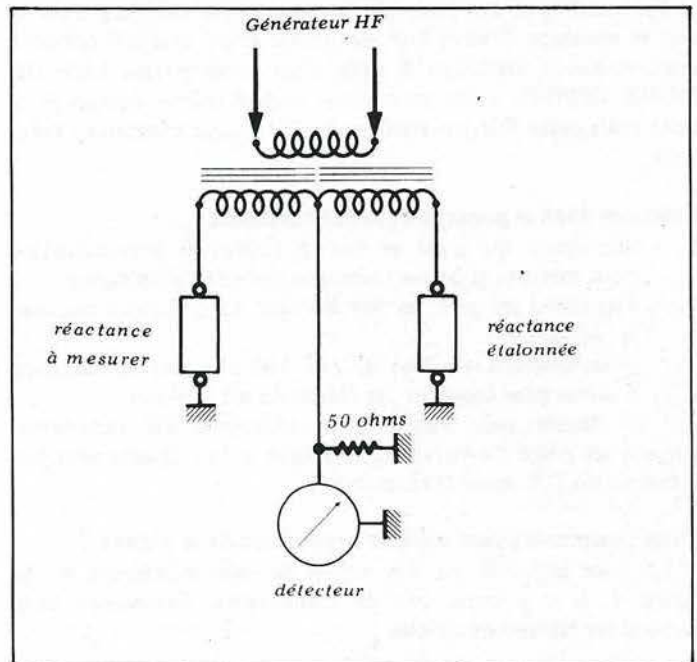 Générateur HF
réactance
à mesurer
réactance
étalonnée
50 ohms
détecteur